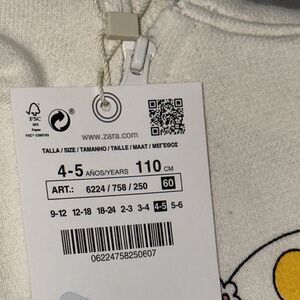 FSC
MIX
Paper
www.zara.com
TALLA / SIZE / TAMANHO / TAILLE / MAAT / ΜΕΓΕΘΟΣ
4-5 AÑOS/YEARS 110 CM
ART.: 6224 / 758 / 250 60
9-12 12-18 18-24 2-3 3-4 4-5 5-6
06224758250607